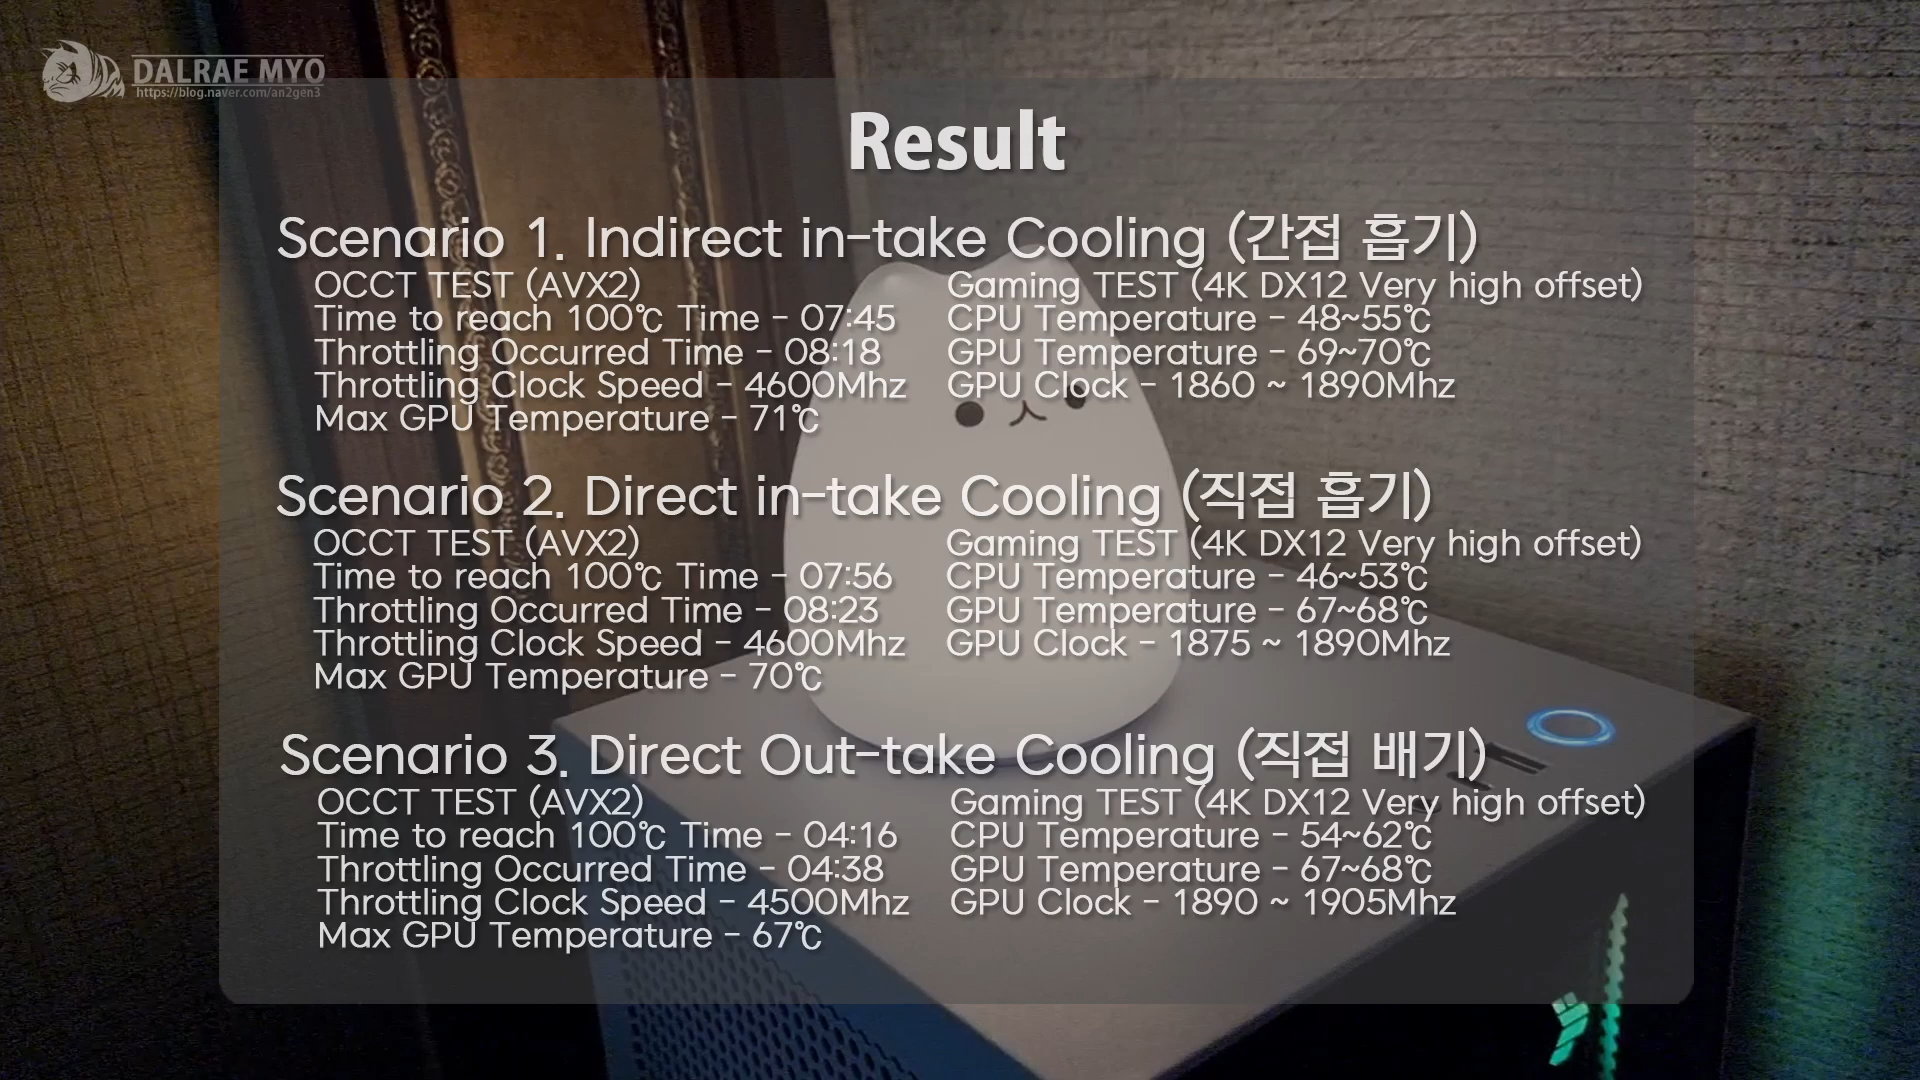 DALRAE MYO
https://blog.naver.com/an2gen3
Result
Scenario 1. Indirect in-take Cooling (간접 흡기)
OCCT TEST (AVX2)
Time to reach 100℃ Time - 07:45
Throttling Occurred Time - 08:18
Throttling Clock Speed - 4600Mhz
Max GPU Temperature - 71℃
Gaming TEST (4K DX12 Very high offset)
CPU Temperature - 48~55℃
GPU Temperature - 69~70℃
GPU Clock - 1860 ~ 1890Mhz
Scenario 2. Direct in-take Cooling (직접 흡기)
OCCT TEST (AVX2)
Time to reach 100℃ Time - 07:56
Throttling Occurred Time - 08:23
Throttling Clock Speed - 4600Mhz
Max GPU Temperature - 70℃
Gaming TEST (4K DX12 Very high offset)
CPU Temperature - 46~53℃
GPU Temperature - 67~68℃
GPU Clock - 1875 ~ 1890Mhz
Scenario 3. Direct Out-take Cooling (직접 배기)
OCCT TEST (AVX2)
Time to reach 100℃ Time - 04:16
Throttling Occurred Time - 04:38
Throttling Clock Speed - 4500Mhz
Max GPU Temperature - 67℃
Gaming TEST (4K DX12 Very high offset)
CPU Temperature - 54~62℃
GPU Temperature - 67~68℃
GPU Clock - 1890 ~ 1905Mhz